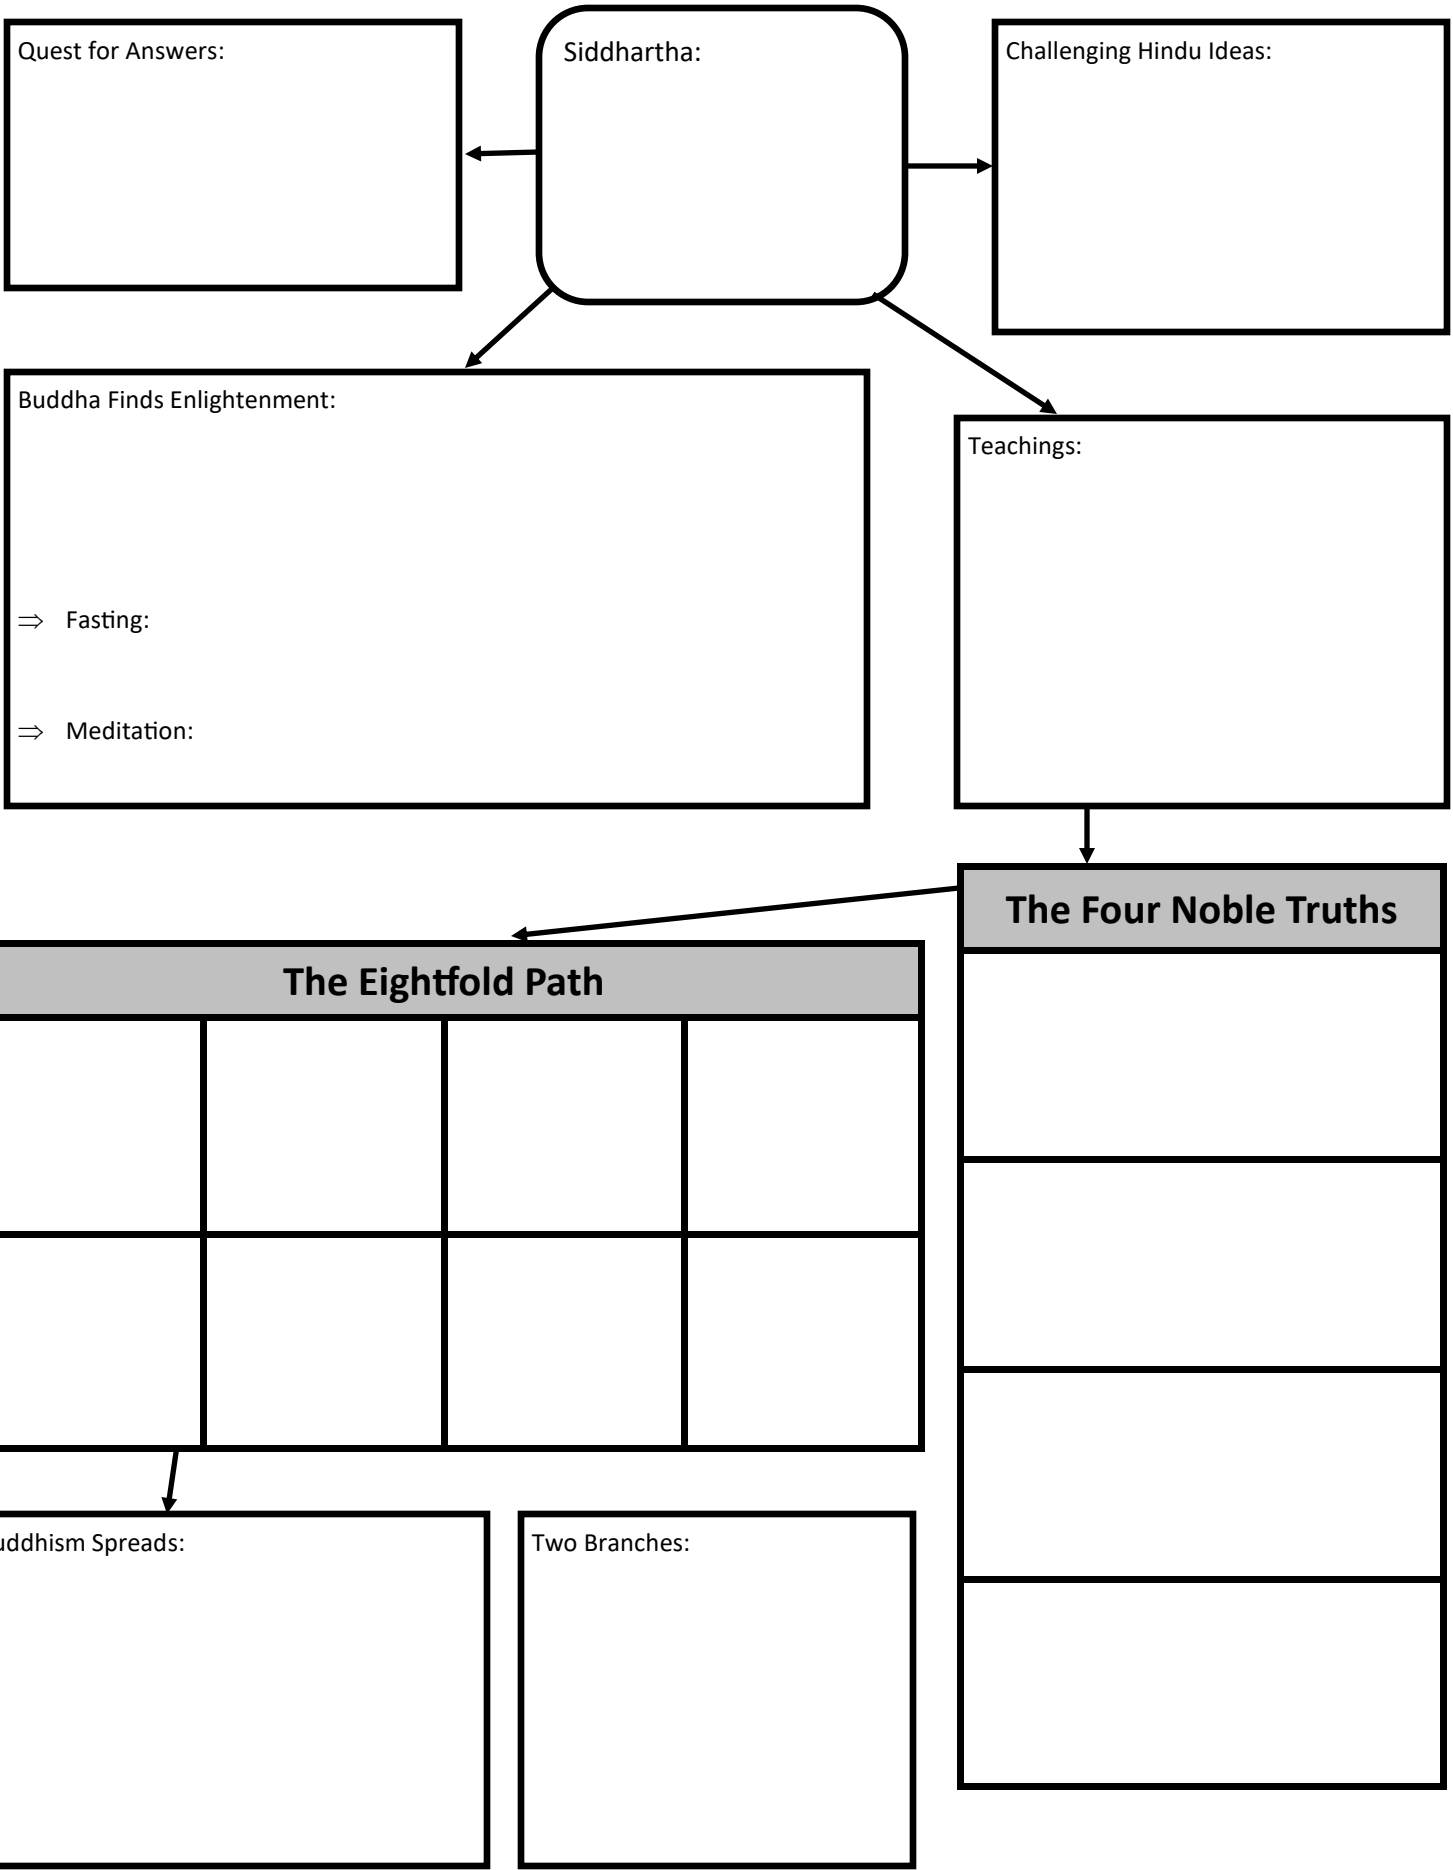 Quest for Answers:
Siddhartha:
Challenging Hindu Ideas:
Buddha Finds Enlightenment:
⇒ Fasting:
⇒ Meditation:
Teachings:
The Four Noble Truths
The Eightfold Path
uddhism Spreads:
Two Branches: